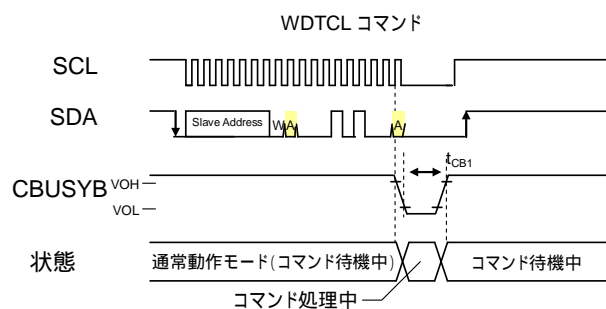 WDTCL コマンド
SCL
SDA
Slave Address
W
A
A
tCB1
CBUSYB
VOH
VOL
状態
通常動作モード(コマンド待機中)
コマンド待機中
コマンド処理中